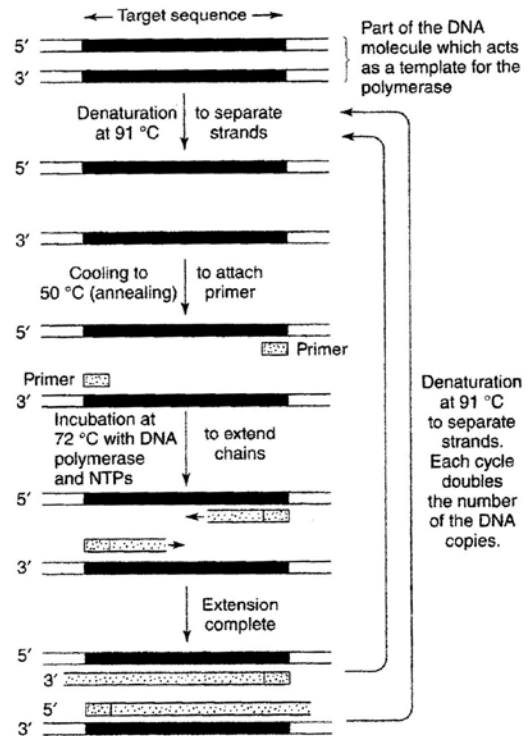 ← Target sequence →
5′
3′
Part of the DNA
molecule which acts
as a template for the
polymerase
Denaturation to separate
at 91 °C strands
5′
3′
Cooling to to attach
50 °C (annealing) primer
5′
Primer
Primer
3′
Incubation at
72 °C with DNA
polymerase
and NTPs
to extend
chains
5′
3′
Extension
complete
5′
3′
5′
3′
Denaturation
at 91 °C
to separate
strands.
Each cycle
doubles
the number
of the DNA
copies.